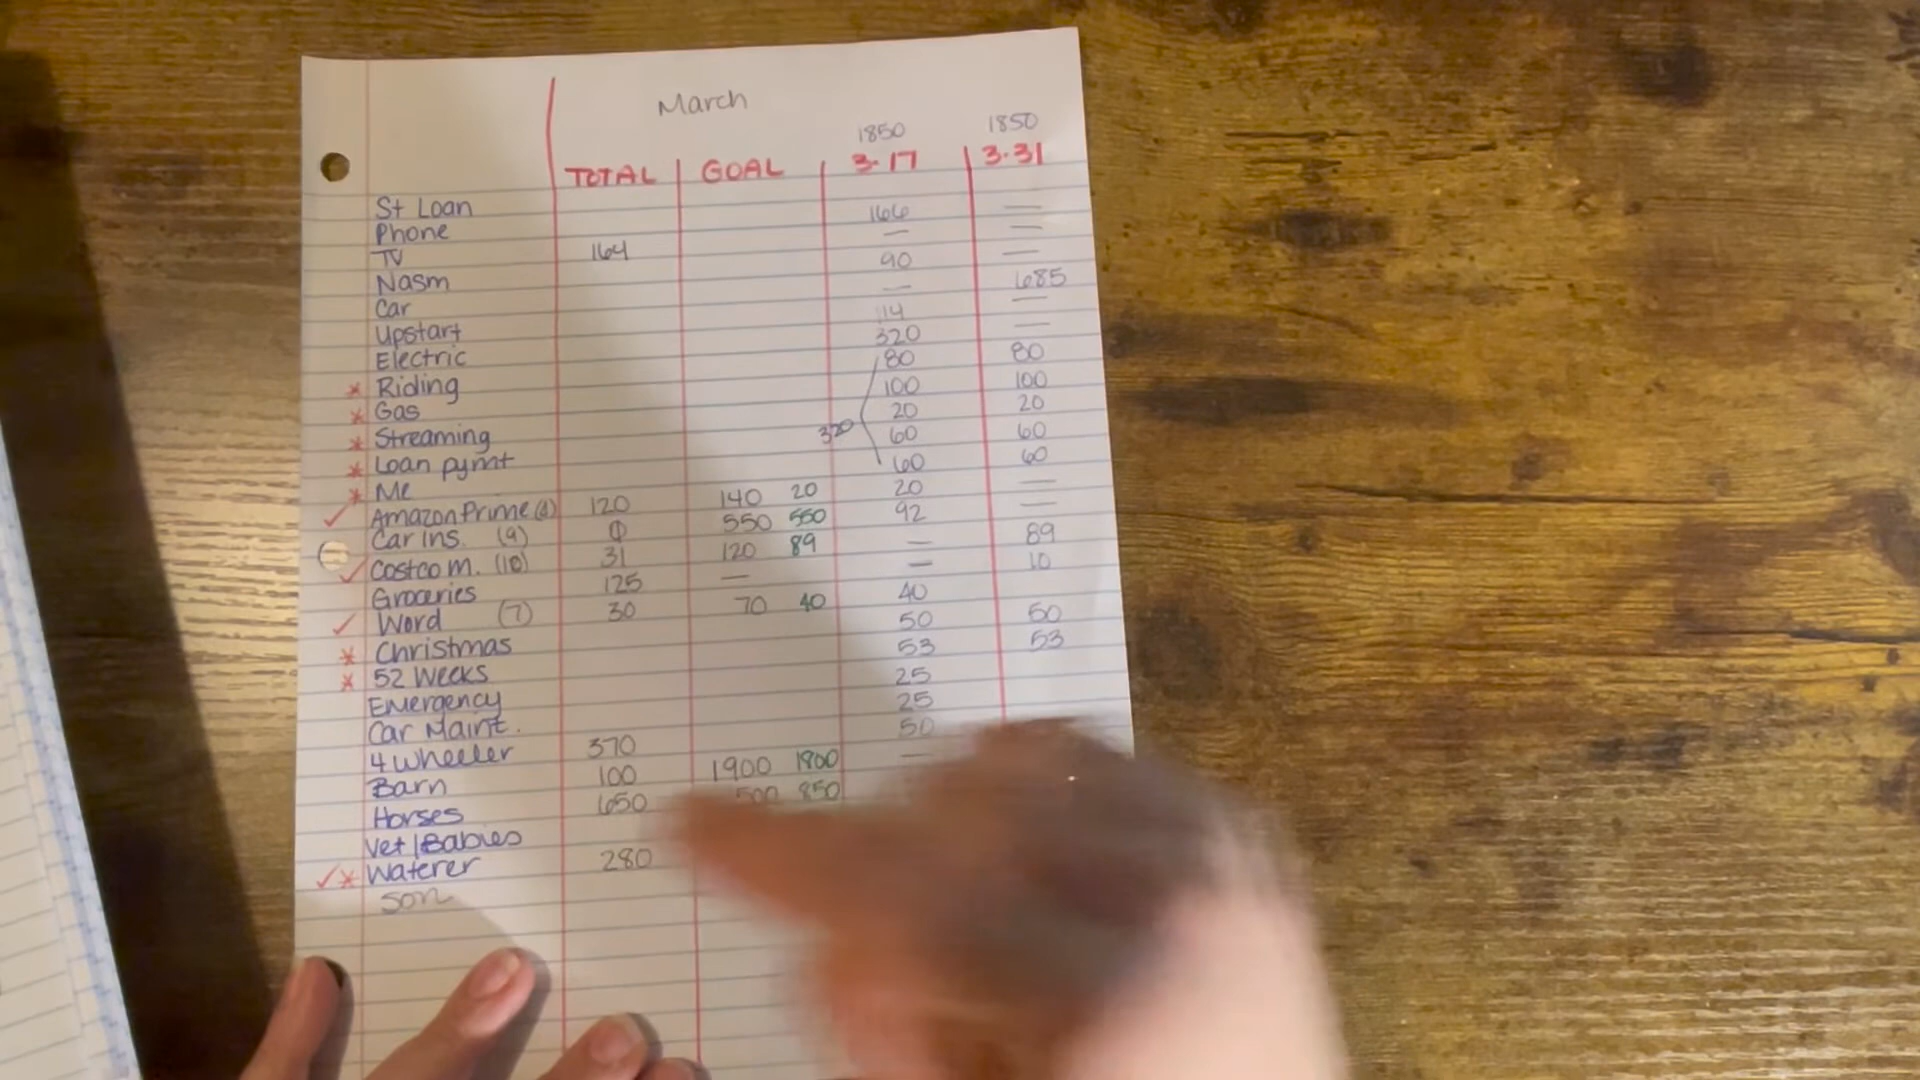 March
1850 1850
TOTAL GOAL 3-17 3-31
St Loan
Phone 166 —
TV 164 — —
Nasm 90 —
Car — 685
Upstart 114 —
Electric 320 —
* Riding 80 80
* Gas 100 100
* Streaming 20 20
* Loan pymt 60 60
320
* Me 60 60
✓ Amazon Prime 120 140 20 20 —
Car Ins. (9) 0 550 550 92 —
✓ Costco m. (10) 31 120 89 — 89
Groceries 125 — — 10
✓ Word (7) 30 70 40 40
* Christmas 50 50
* 52 Weeks 53 53
Emergency 25
Car Maint. 25
4 wheeler 370 50
Barn 100 1900 1800 —
Horses 650 500 850
Vet/Babies
✓* Waterer 280